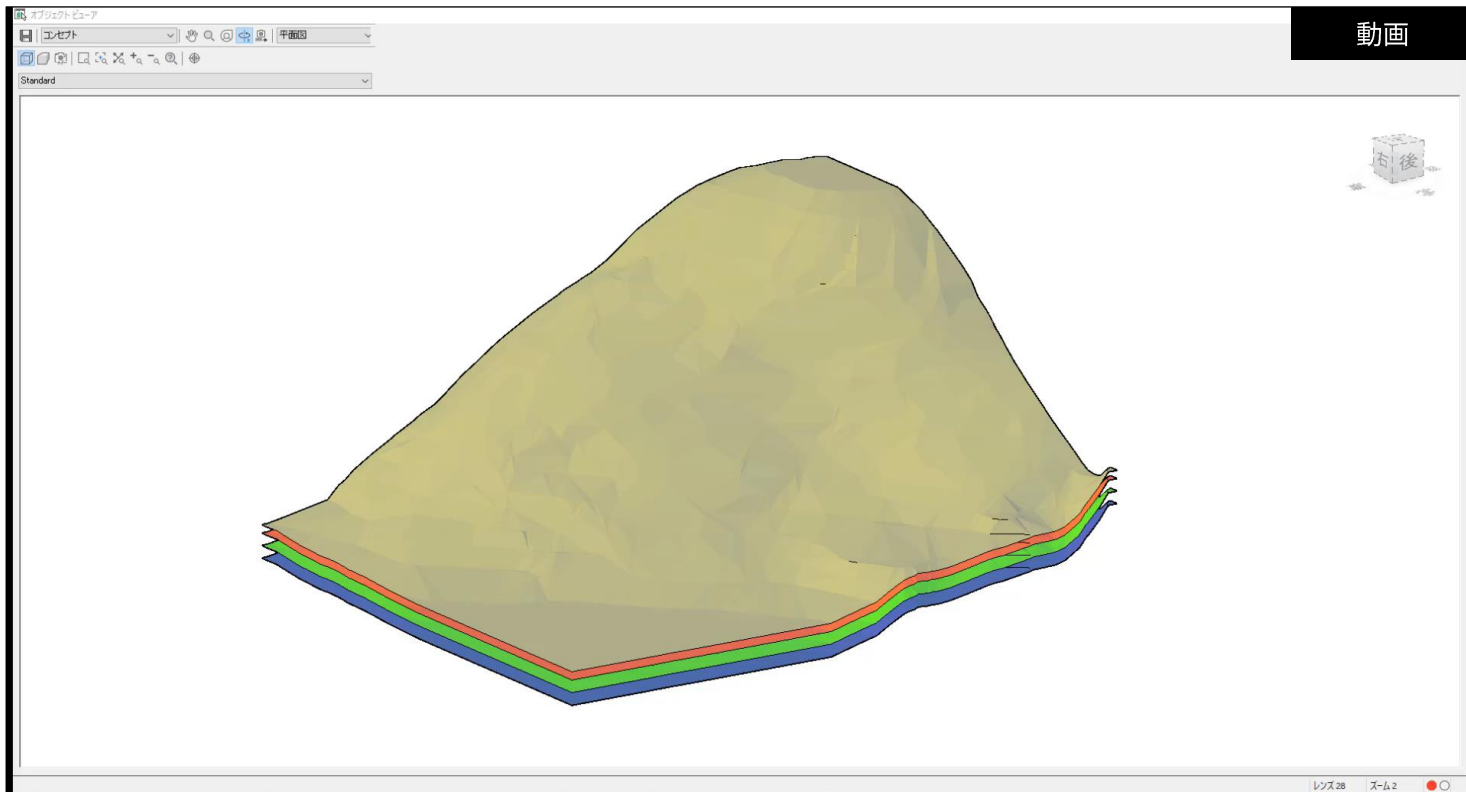 オブジェクト ビューア
動画
コンセプト
平面図
Standard
右
後
レンズ 28
ズーム 2